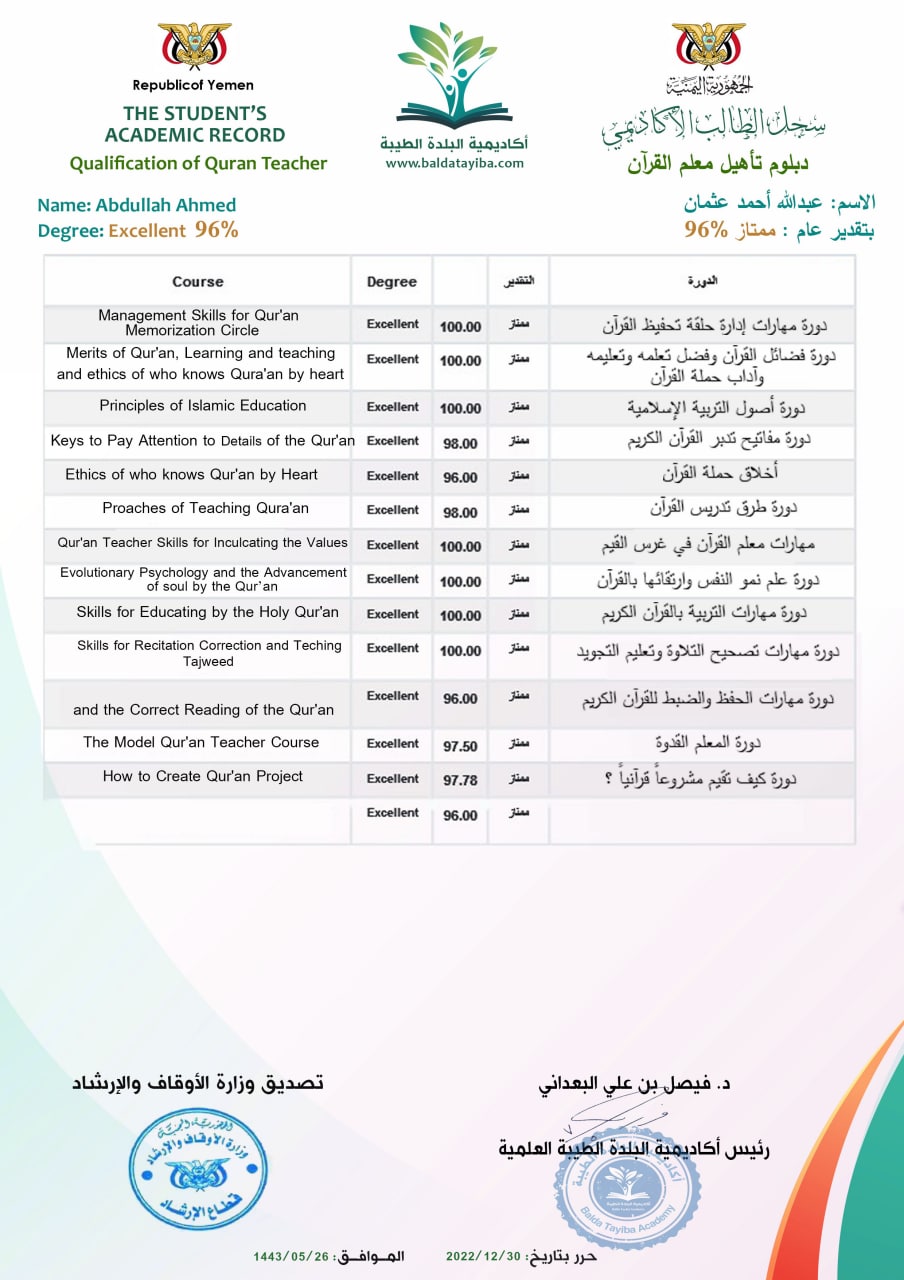 Republicof Yemen
THE STUDENT'S
ACADEMIC RECORD
Qualification of Quran Teacher
أكاديمية البلدة الطيبة
www.baldatayiba.com
الجمهورية اليمنية
سجل الطالب الأكاديمي
دبلوم تأهيل معلم القرآن
Name: Abdullah Ahmed
Degree: Excellent 96%
الاسم: عبدالله أحمد عثمان
بتقدير عام : ممتاز 96%
Course Degree التقدير الدورة
Management Skills for Qur'an
Memorization Circle
Excellent 100.00 ممتاز دورة مهارات إدارة حلقة تحفيظ القرآن
Merits of Qur'an, Learning and teaching
and ethics of who knows Qura'an by heart
Excellent 100.00 ممتاز دورة فضائل القرآن وفضل تعلمه وتعليمه
وآداب حملة القرآن
Principles of Islamic Education Excellent 100.00 ممتاز دورة أصول التربية الإسلامية
Keys to Pay Attention to Details of the Qur'an Excellent 98.00 ممتاز دورة مفاتيح تدبر القرآن الكريم
Ethics of who knows Qur'an by Heart Excellent 96.00 ممتاز أخلاق حملة القرآن
Proaches of Teaching Qura'an Excellent 98.00 ممتاز دورة طرق تدريس القرآن
Qur'an Teacher Skills for Inculcating the Values Excellent 100.00 ممتاز مهارات معلم القرآن في غرس القيم
Evolutionary Psychology and the Advancement
of soul by the Qur'an
Excellent 100.00 ممتاز دورة علم نمو النفس وارتقائها بالقرآن
Skills for Educating by the Holy Qur'an Excellent 100.00 ممتاز دورة مهارات التربية بالقرآن الكريم
Skills for Recitation Correction and Teching
Tajweed
Excellent 100.00 ممتاز دورة مهارات تصحيح التلاوة وتعليم التجويد
and the Correct Reading of the Qur'an Excellent 96.00 ممتاز دورة مهارات الحفظ والضبط للقرآن الكريم
The Model Qur'an Teacher Course Excellent 97.50 ممتاز دورة المعلم القدوة
How to Create Qur'an Project Excellent 97.78 ممتاز دورة كيف تقيم مشروعاً قرآنياً ؟
Excellent 96.00 ممتاز
تصديق وزارة الأوقاف والإرشاد
الجمهورية اليمنية
وزارة الأوقاف والإرشاد
قطاع الإرشاد
د. فيصل بن علي البعداني
رئيس أكاديمية البلدة الطيبة العلمية
أكاديمية البلدة الطيبة
Balda Tayiba Academy
حرر بتاريخ: 2022/12/30 الموافق: 1443/05/26